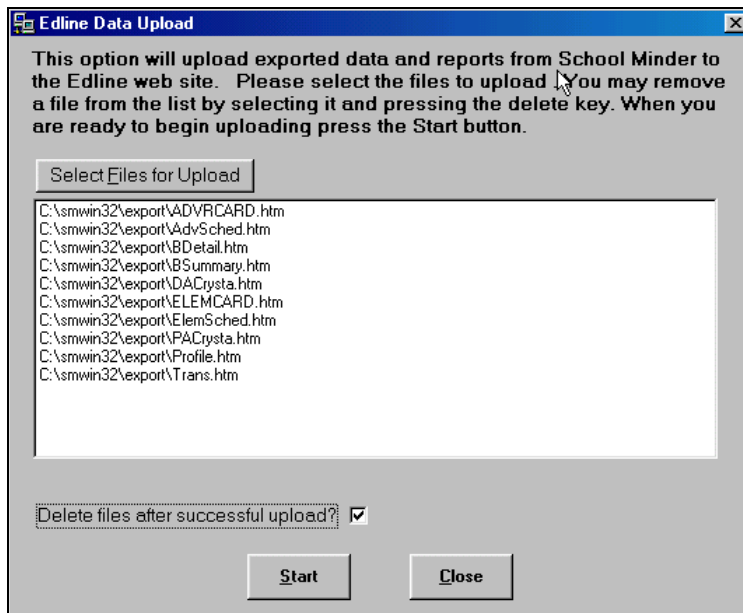 Edline Data Upload
This option will upload exported data and reports from School Minder to
the Edline web site. Please select the files to upload . You may remove
a file from the list by selecting it and pressing the delete key. When you
are ready to begin uploading press the Start button.
Select Files for Upload
C:\smwin32\export\ADVRCARD.htm
C:\smwin32\export\AdvSched.htm
C:\smwin32\export\BDetail.htm
C:\smwin32\export\BSummary.htm
C:\smwin32\export\DACrysta.htm
C:\smwin32\export\ELEMCARD.htm
C:\smwin32\export\ElemSched.htm
C:\smwin32\export\PACrysta.htm
C:\smwin32\export\Profile.htm
C:\smwin32\export\Trans.htm
Delete files after successful upload?
Start Close